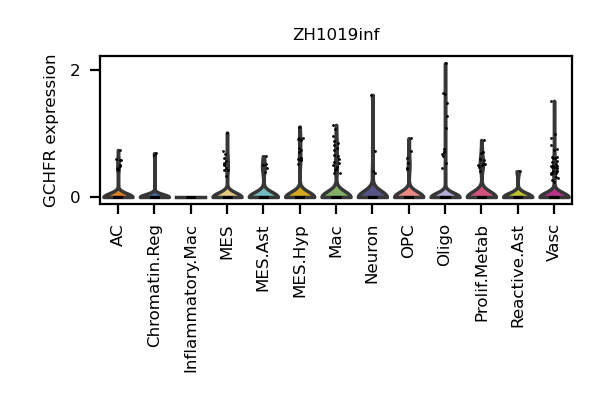 ZH1019inf
GCHFR expression
2
0
AC
Chromatin.Reg
Inflammatory.Mac
MES
MES.Ast
MES.Hyp
Mac
Neuron
OPC
Oligo
Prolif.Metab
Reactive.Ast
Vasc